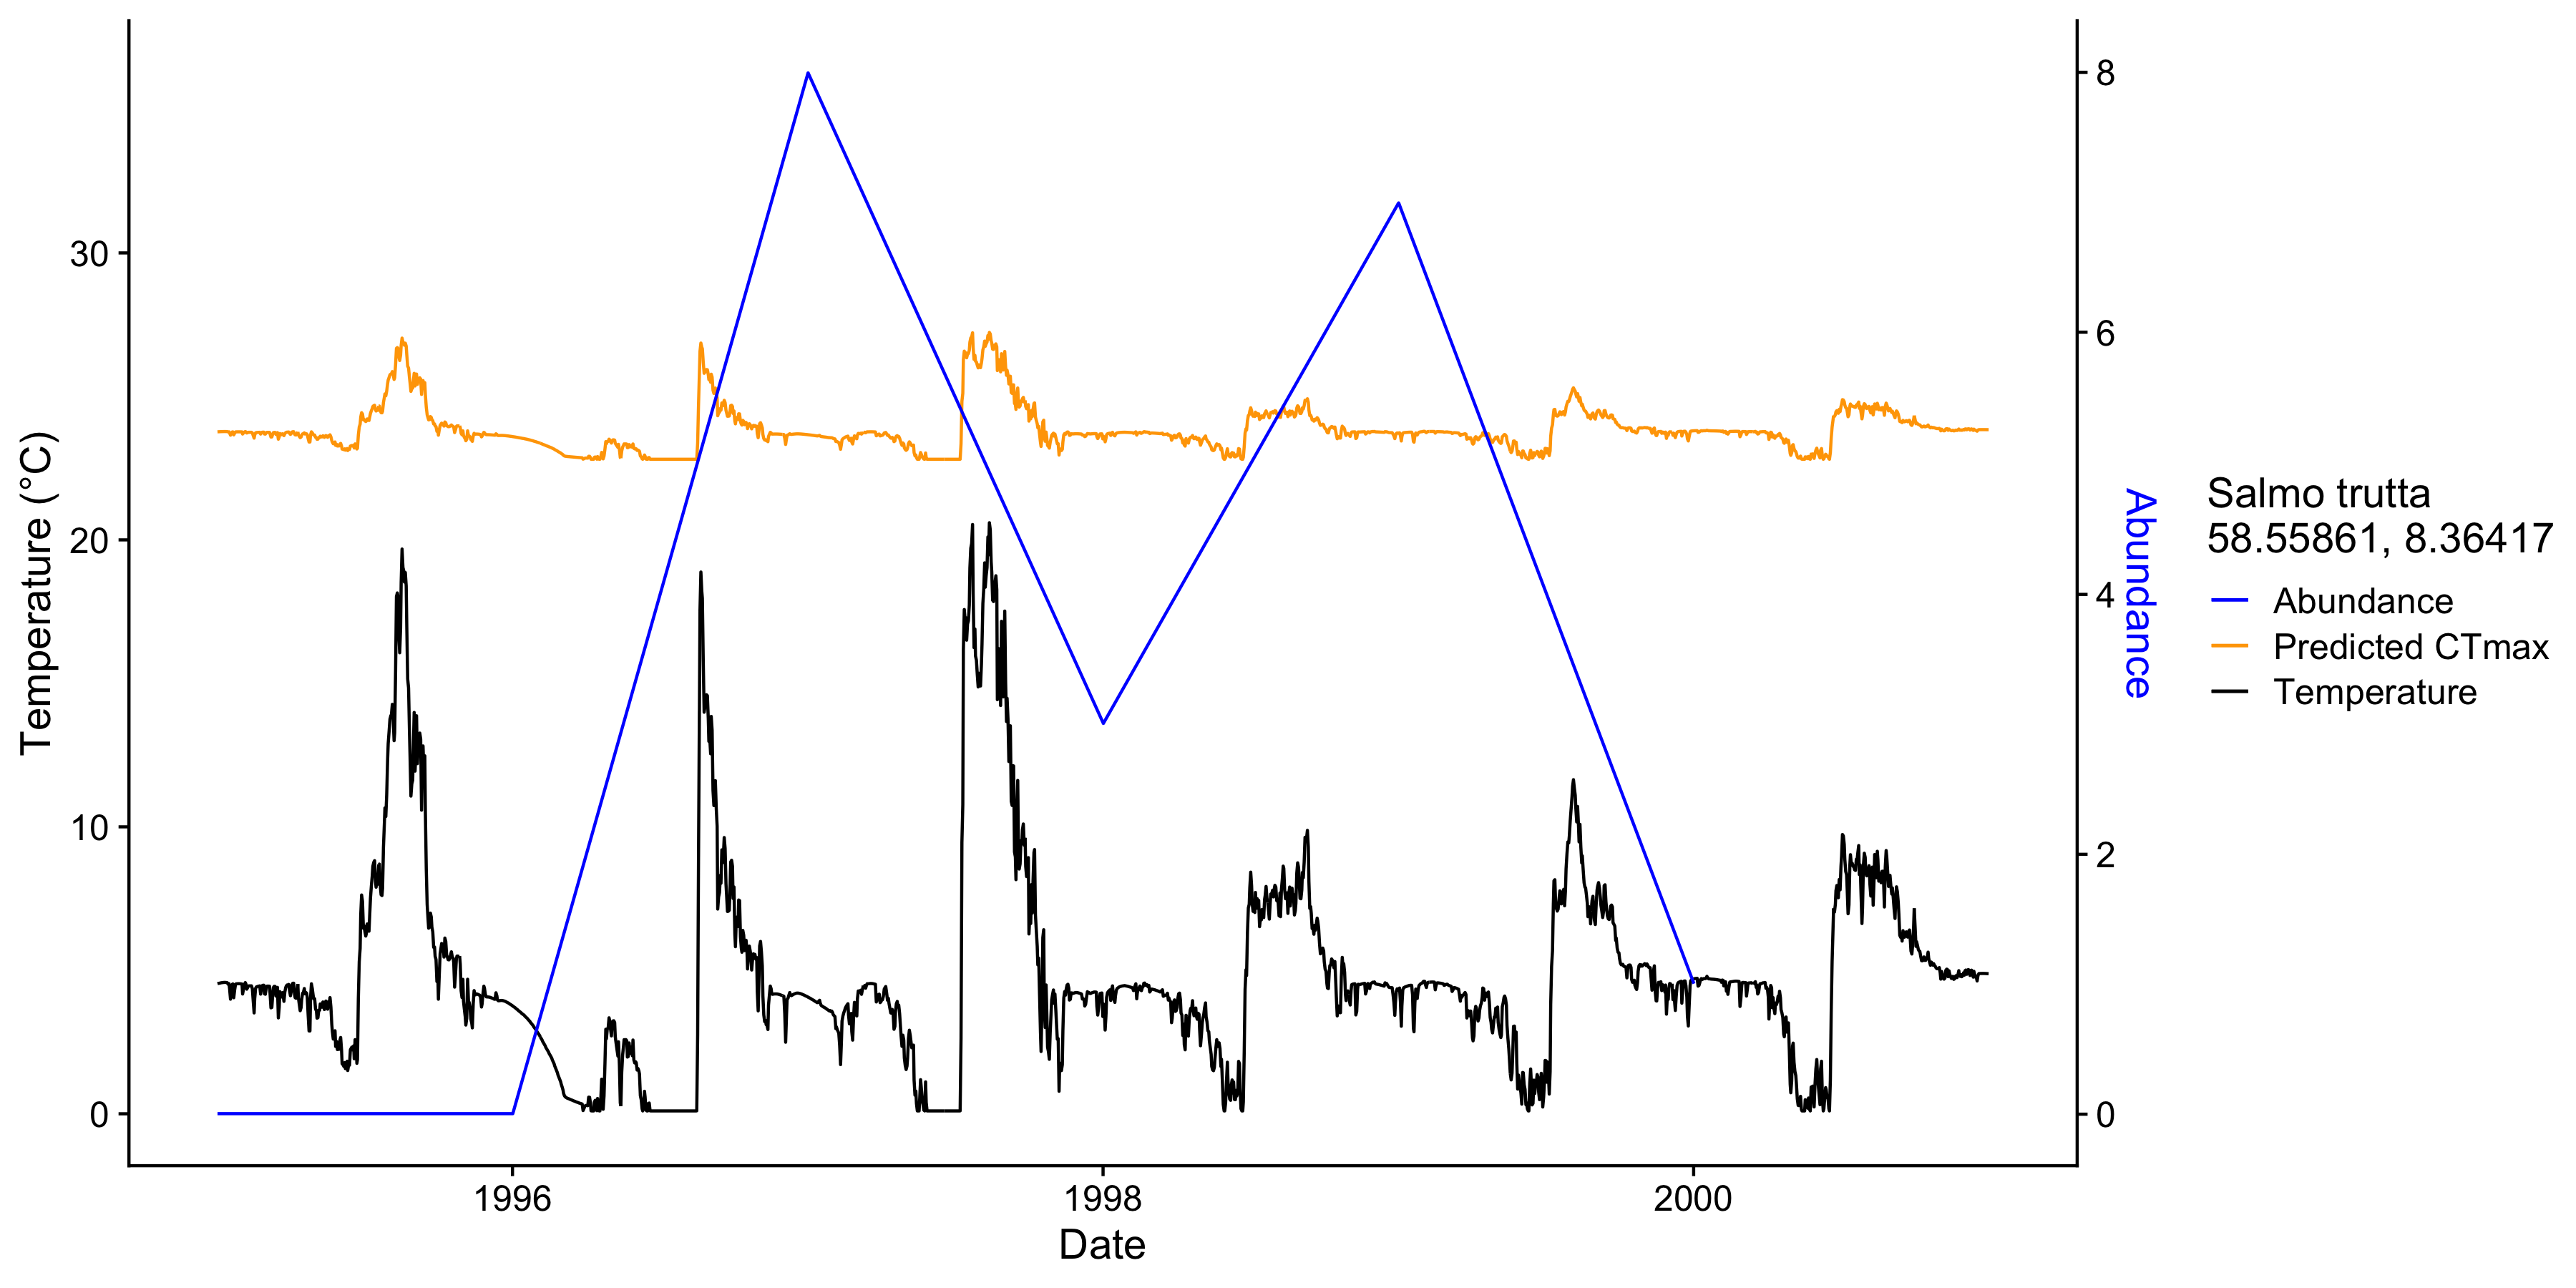 30
20
10
0
Temperature (°C)
1996
1998
2000
Date
8
6
4
2
0
Abundance
Salmo trutta
58.55861, 8.36417
Abundance
Predicted CTmax
Temperature